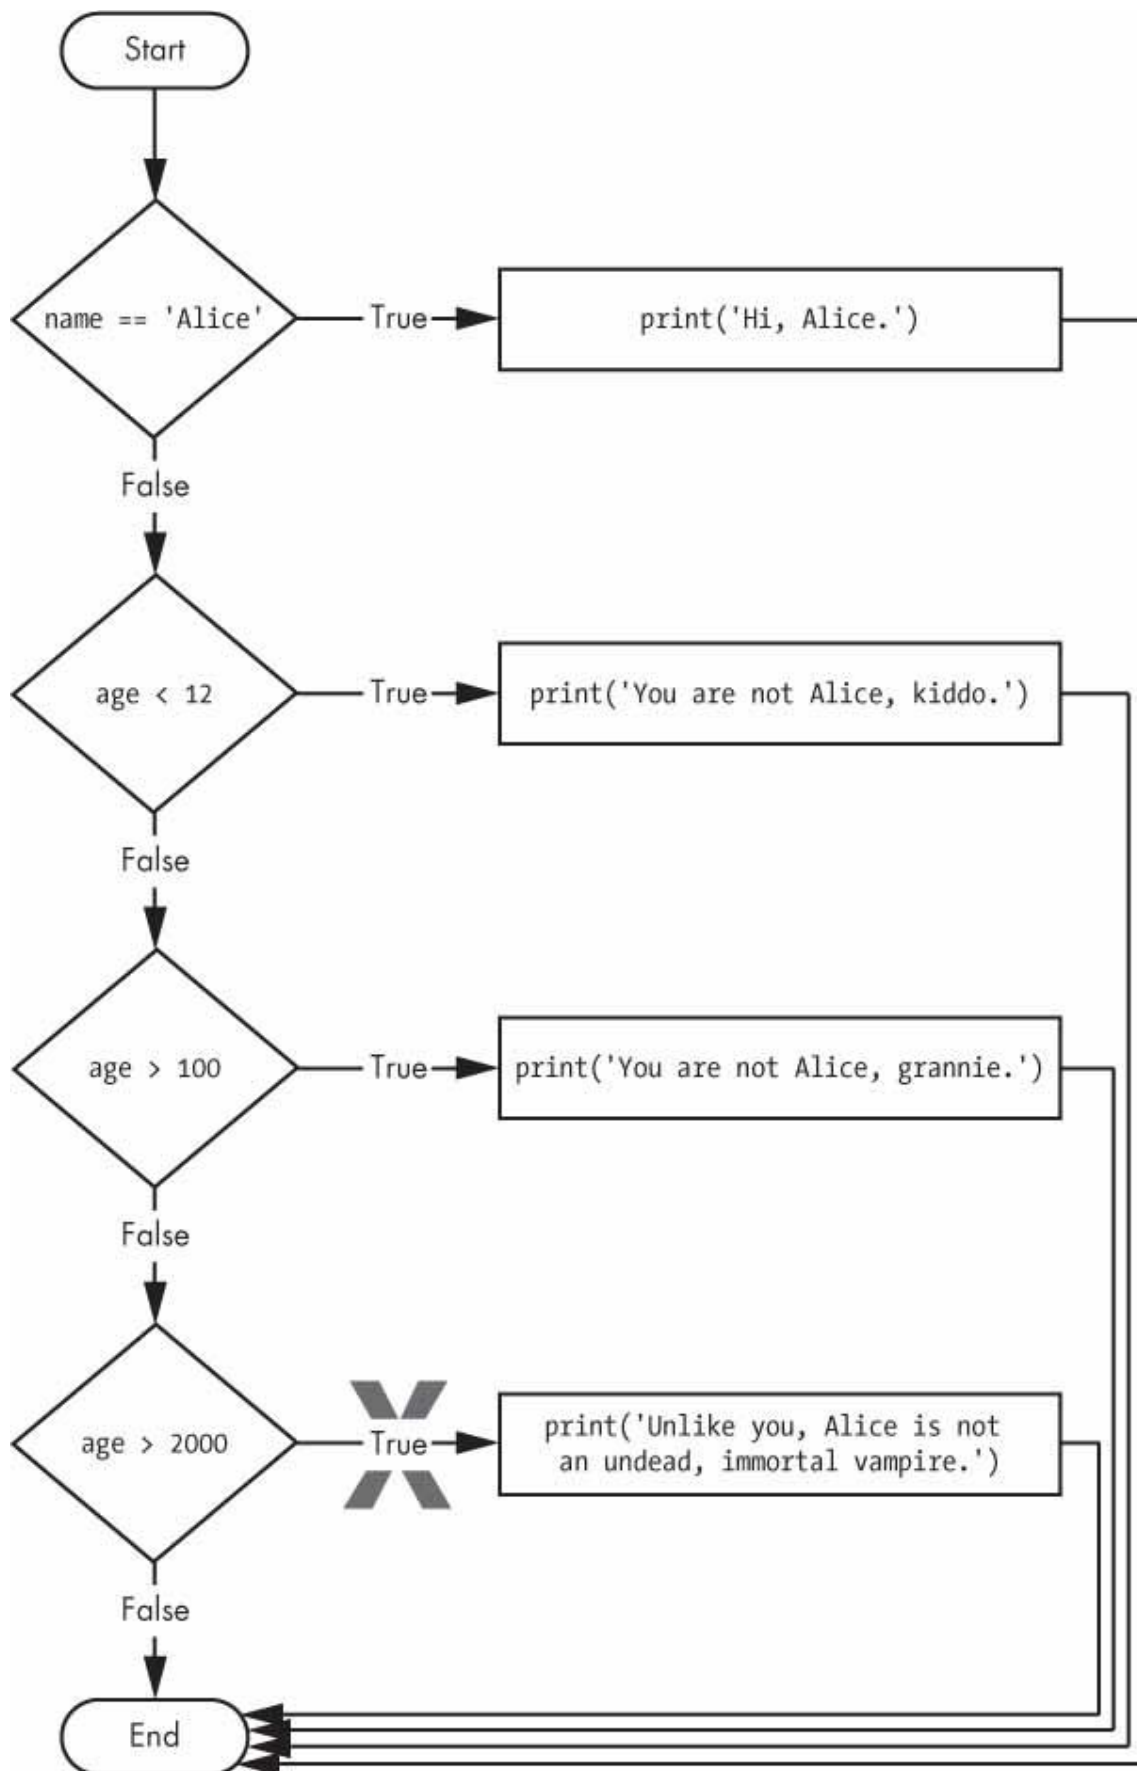 Start
name == 'Alice'
True
print('Hi, Alice.')
False
age < 12
True
print('You are not Alice, kiddo.')
False
age > 100
True
print('You are not Alice, grannie.')
False
age > 2000
True
print('Unlike you, Alice is not
an undead, immortal vampire.')
False
End